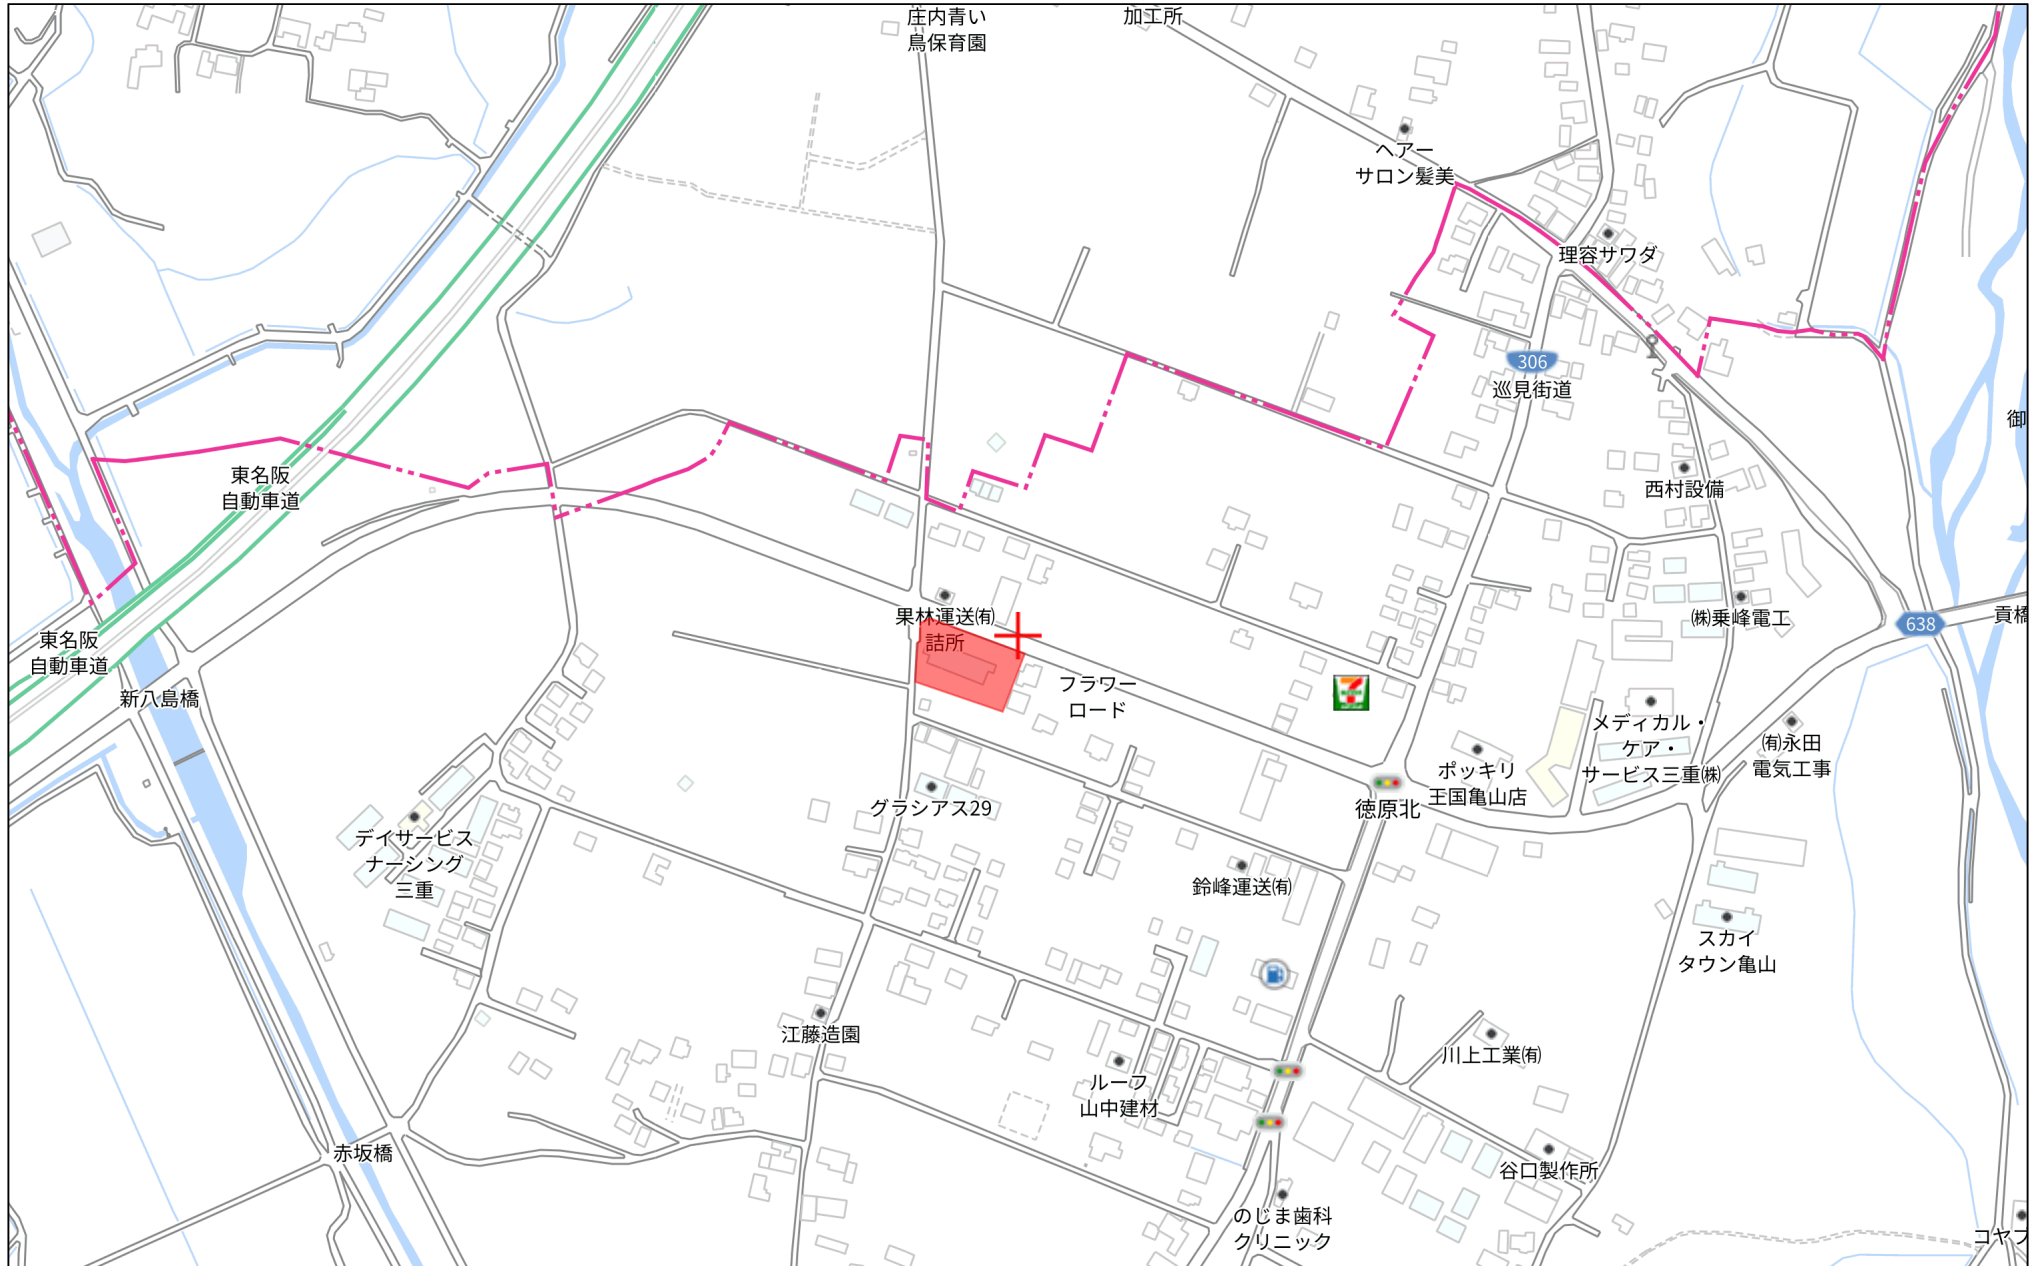 庄内青い
鳥保育園
加工所
ヘアー
サロン髪美
理容サワダ
306
巡見街道
御
東名阪
自動車道
西村設備
果林運送㈲
詰所
㈱乗峰電工
638
貢橋
東名阪
自動車道
新八島橋
フラワー
ロード
メディカル・
ケア・
サービス三重㈱
㈲永田
電気工事
ポッキリ
王国亀山店
徳原北
グラシアス29
デイサービス
ナーシング
三重
鈴峰運送㈲
スカイ
タウン亀山
江藤造園
川上工業㈲
ルーフ
山中建材
赤坂橋
谷口製作所
のじま歯科
クリニック
コヤブ